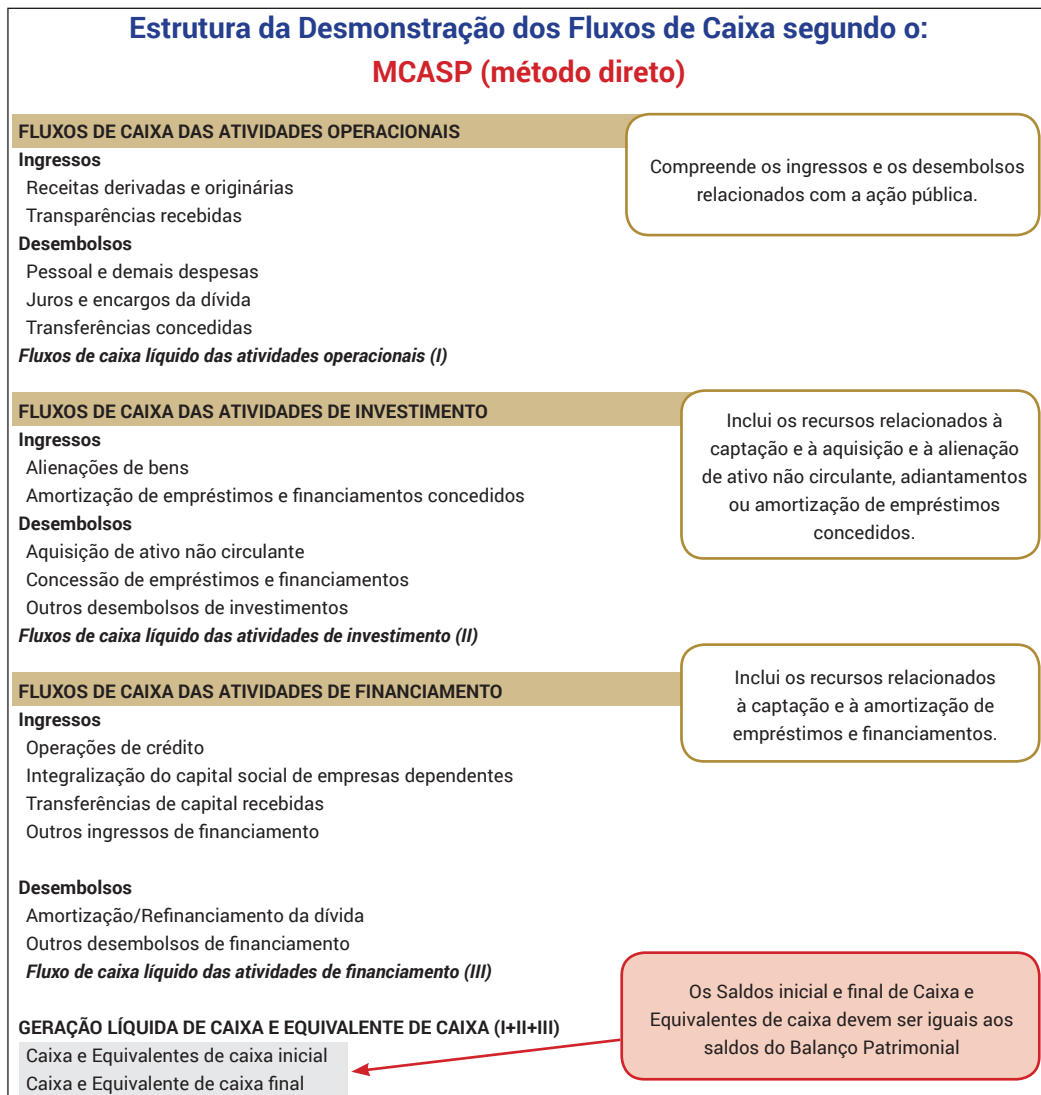 Estrutura da Desmonstração dos Fluxos de Caixa segundo o:
MCASP (método direto)
FLUXOS DE CAIXA DAS ATIVIDADES OPERACIONAIS
Ingressos
Receitas derivadas e originárias
Transparências recebidas
Desembolsos
Pessoal e demais despesas
Juros e encargos da dívida
Transferências concedidas
Fluxos de caixa líquido das atividades operacionais (I)
Compreende os ingressos e os desembolsos
relacionados com a ação pública.
FLUXOS DE CAIXA DAS ATIVIDADES DE INVESTIMENTO
Ingressos
Alienações de bens
Amortização de empréstimos e financiamentos concedidos
Desembolsos
Aquisição de ativo não circulante
Concessão de empréstimos e financiamentos
Outros desembolsos de investimentos
Fluxos de caixa líquido das atividades de investimento (II)
Inclui os recursos relacionados à
captação e à aquisição e à alienação
de ativo não circulante, adiantamentos
ou amortização de empréstimos
concedidos.
FLUXOS DE CAIXA DAS ATIVIDADES DE FINANCIAMENTO
Ingressos
Operações de crédito
Integralização do capital social de empresas dependentes
Transferências de capital recebidas
Outros ingressos de financiamento
Inclui os recursos relacionados
à captação e à amortização de
empréstimos e financiamentos.
Desembolsos
Amortização/Refinanciamento da dívida
Outros desembolsos de financiamento
Fluxo de caixa líquido das atividades de financiamento (III)
GERAÇÃO LÍQUIDA DE CAIXA E EQUIVALENTE DE CAIXA (I+II+III)
Caixa e Equivalentes de caixa inicial
Caixa e Equivalente de caixa final
Os Saldos inicial e final de Caixa e
Equivalentes de caixa devem ser iguais aos
saldos do Balanço Patrimonial